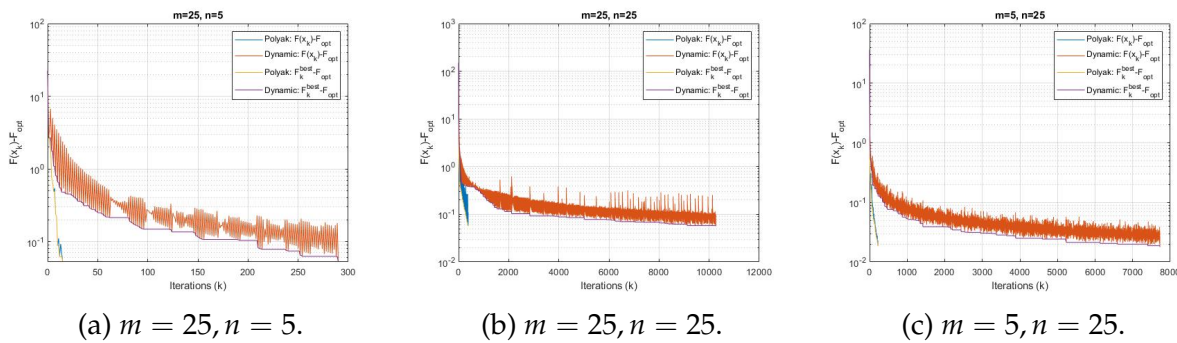 m=25, n=5
10^2
10^1
10^0
10^-1
F(x_k)-F_opt
0
50
100
150
200
250
300
Iterations (k)
Polyak: F(x_k)-F_opt
Dynamic: F(x_k)-F_opt
Polyak: F_k^best-F_opt
Dynamic: F_k^best-F_opt
(a) m = 25, n = 5.
m=25, n=25
10^3
10^2
10^1
10^0
10^-1
10^-2
F(x_k)-F_opt
0
2000
4000
6000
8000
10000
12000
Iterations (k)
Polyak: F(x_k)-F_opt
Dynamic: F(x_k)-F_opt
Polyak: F_k^best-F_opt
Dynamic: F_k^best-F_opt
(b) m = 25, n = 25.
m=5, n=25
10^2
10^1
10^0
10^-1
10^-2
F(x_k)-F_opt
0
1000
2000
3000
4000
5000
6000
7000
8000
Iterations (k)
Polyak: F(x_k)-F_opt
Dynamic: F(x_k)-F_opt
Polyak: F_k^best-F_opt
Dynamic: F_k^best-F_opt
(c) m = 5, n = 25.